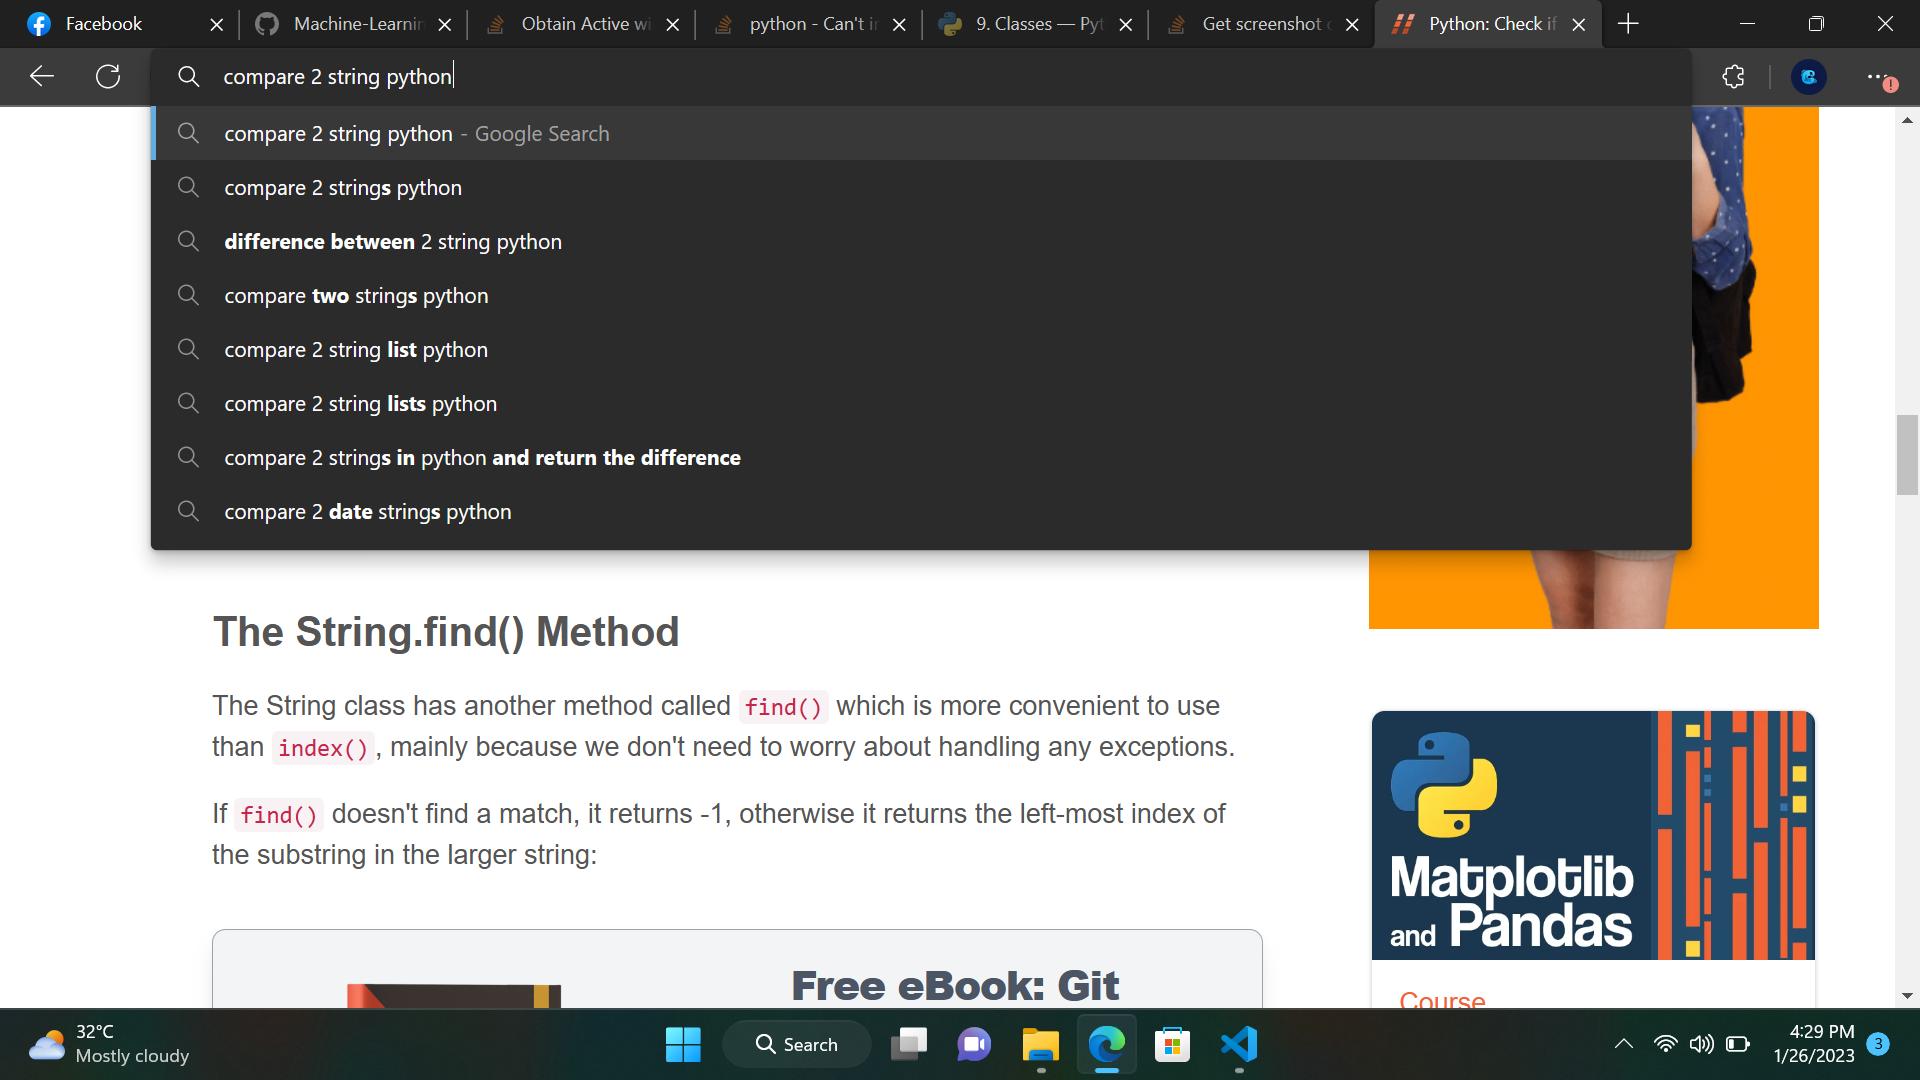 Facebook
Machine-Learnin
Obtain Active wi
python - Can't i
9. Classes — Pyt
Get screenshot
Python: Check if
compare 2 string python
compare 2 string python - Google Search
compare 2 strings python
difference between 2 string python
compare two strings python
compare 2 string list python
compare 2 string lists python
compare 2 strings in python and return the difference
compare 2 date strings python
The String.find() Method
The String class has another method called find() which is more convenient to use
than index(), mainly because we don't need to worry about handling any exceptions.
If find() doesn't find a match, it returns -1, otherwise it returns the left-most index of
the substring in the larger string:
Free eBook: Git
Matplotlib
and Pandas
Course
32°C
Mostly cloudy
Search
4:29 PM
1/26/2023
3